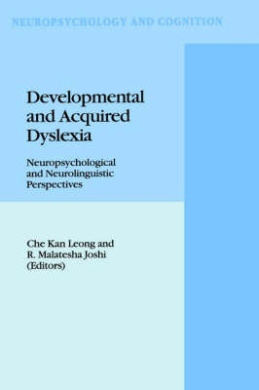 NEUROPSYCHOLOGY AND COGNITION
Developmental
and Acquired
Dyslexia
Neuropsychological
and Neurolinguistic
Perspectives
Che Kan Leong and
R. Malatesha Joshi
(Editors)